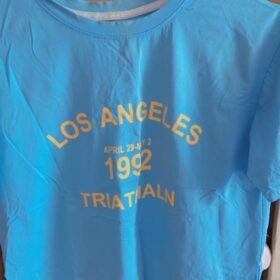 LOS ANGELES
APRIL 29-MAY 2
1992
TRIATHALN